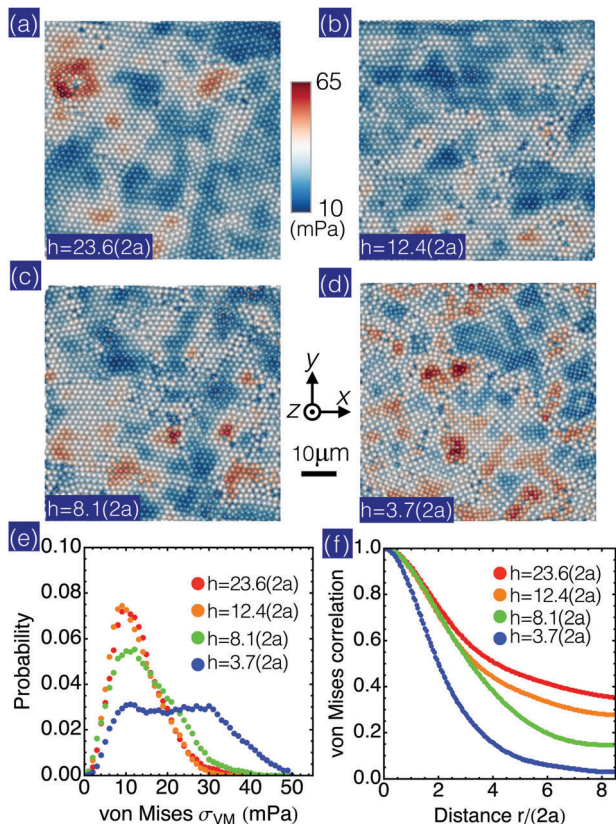 (a)
(b)
65
10
(mPa)
h=23.6(2a)
h=12.4(2a)
(c)
(d)
y
z
x
10μm
h=8.1(2a)
h=3.7(2a)
(e)
(f)
0.10
0.08
0.06
0.04
0.02
0.00
Probability
h=23.6(2a)
h=12.4(2a)
h=8.1(2a)
h=3.7(2a)
0 10 20 30 40 50
von Mises σVM (mPa)
1.0
0.8
0.6
0.4
0.2
0.0
von Mises correlation
h=23.6(2a)
h=12.4(2a)
h=8.1(2a)
h=3.7(2a)
0 2 4 6 8
Distance r/(2a)